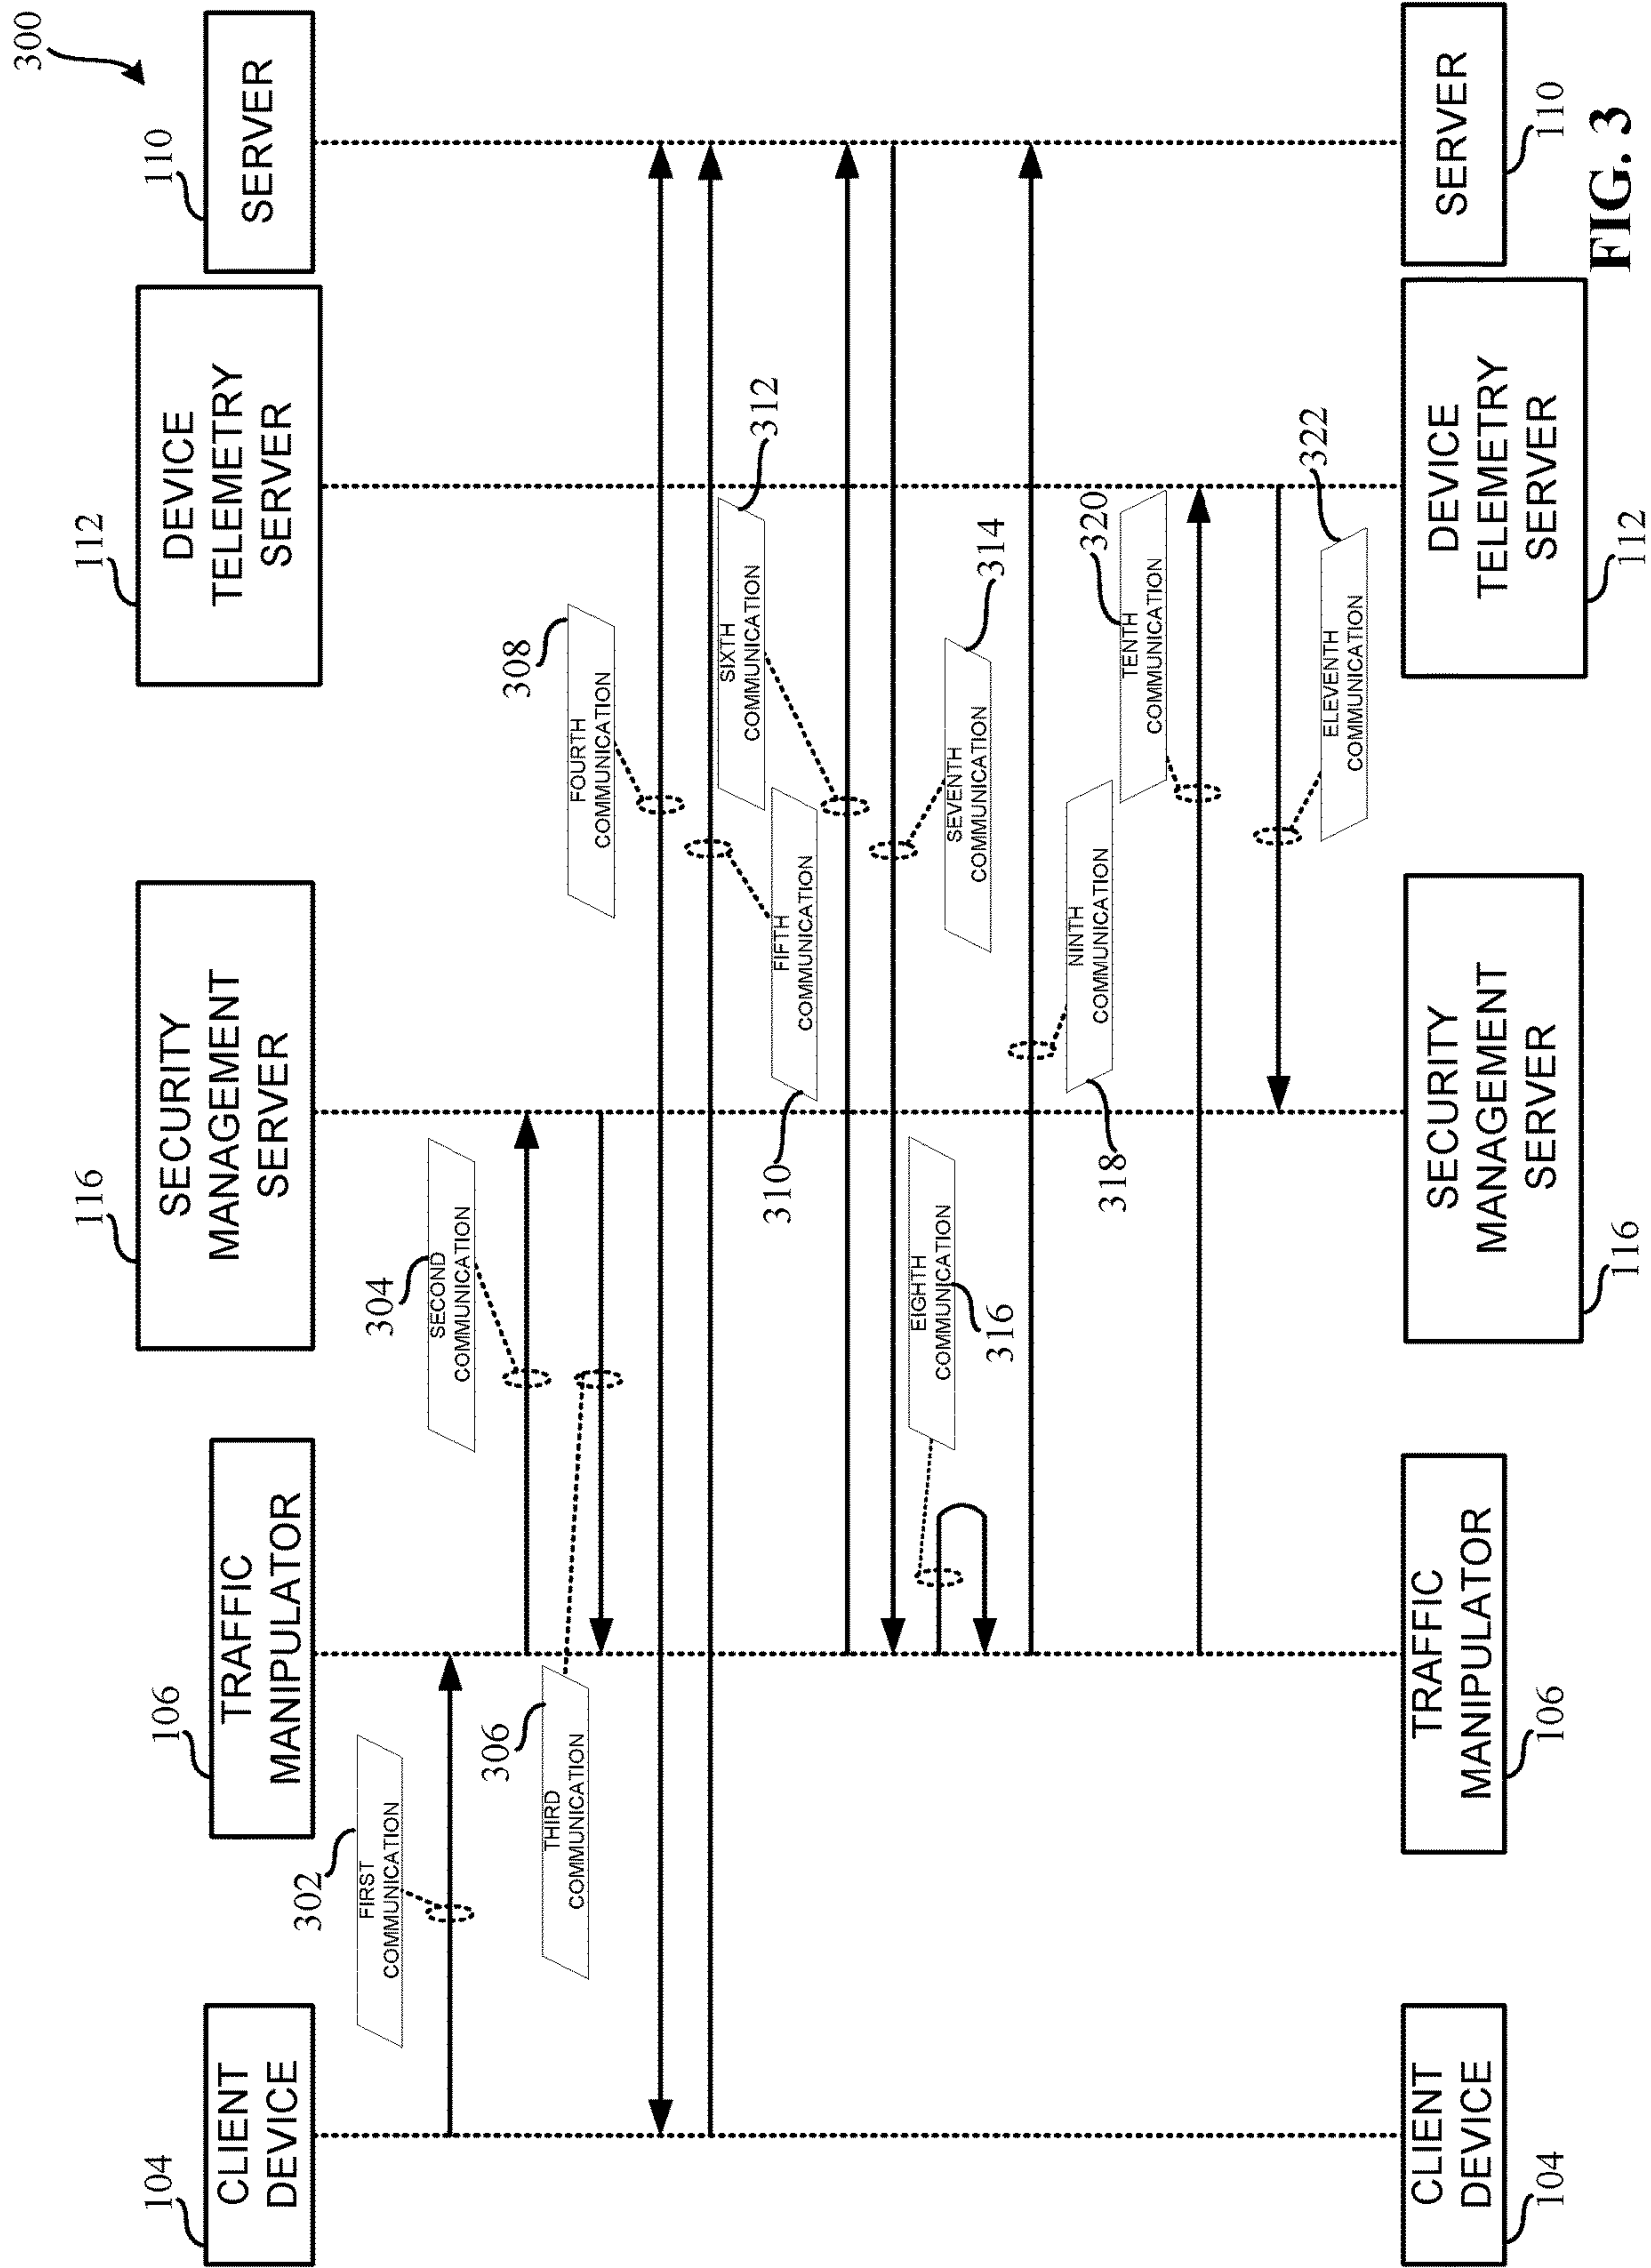 300
104
CLIENT
DEVICE
106
TRAFFIC
MANIPULATOR
116
SECURITY
MANAGEMENT
SERVER
112
DEVICE
TELEMETRY
SERVER
110
SERVER
302
FIRST
COMMUNICATION
304
SECOND
COMMUNICATION
306
THIRD
COMMUNICATION
308
FOURTH
COMMUNICATION
310
FIFTH
COMMUNICATION
312
SIXTH
COMMUNICATION
314
SEVENTH
COMMUNICATION
316
EIGHTH
COMMUNICATION
318
NINTH
COMMUNICATION
320
TENTH
COMMUNICATION
322
ELEVENTH
COMMUNICATION
CLIENT
DEVICE
104
TRAFFIC
MANIPULATOR
106
SECURITY
MANAGEMENT
SERVER
116
DEVICE
TELEMETRY
SERVER
112
SERVER
110
FIG. 3